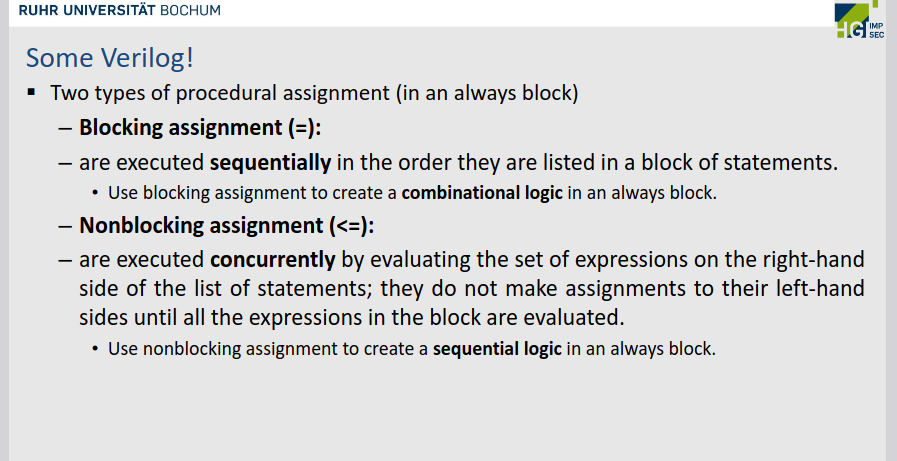 RUHR UNIVERSITÄT BOCHUM
HGI IMP
SEC
Some Verilog!
▪ Two types of procedural assignment (in an always block)
– Blocking assignment (=):
– are executed sequentially in the order they are listed in a block of statements.
• Use blocking assignment to create a combinational logic in an always block.
– Nonblocking assignment (<=):
– are executed concurrently by evaluating the set of expressions on the right-hand
side of the list of statements; they do not make assignments to their left-hand
sides until all the expressions in the block are evaluated.
• Use nonblocking assignment to create a sequential logic in an always block.